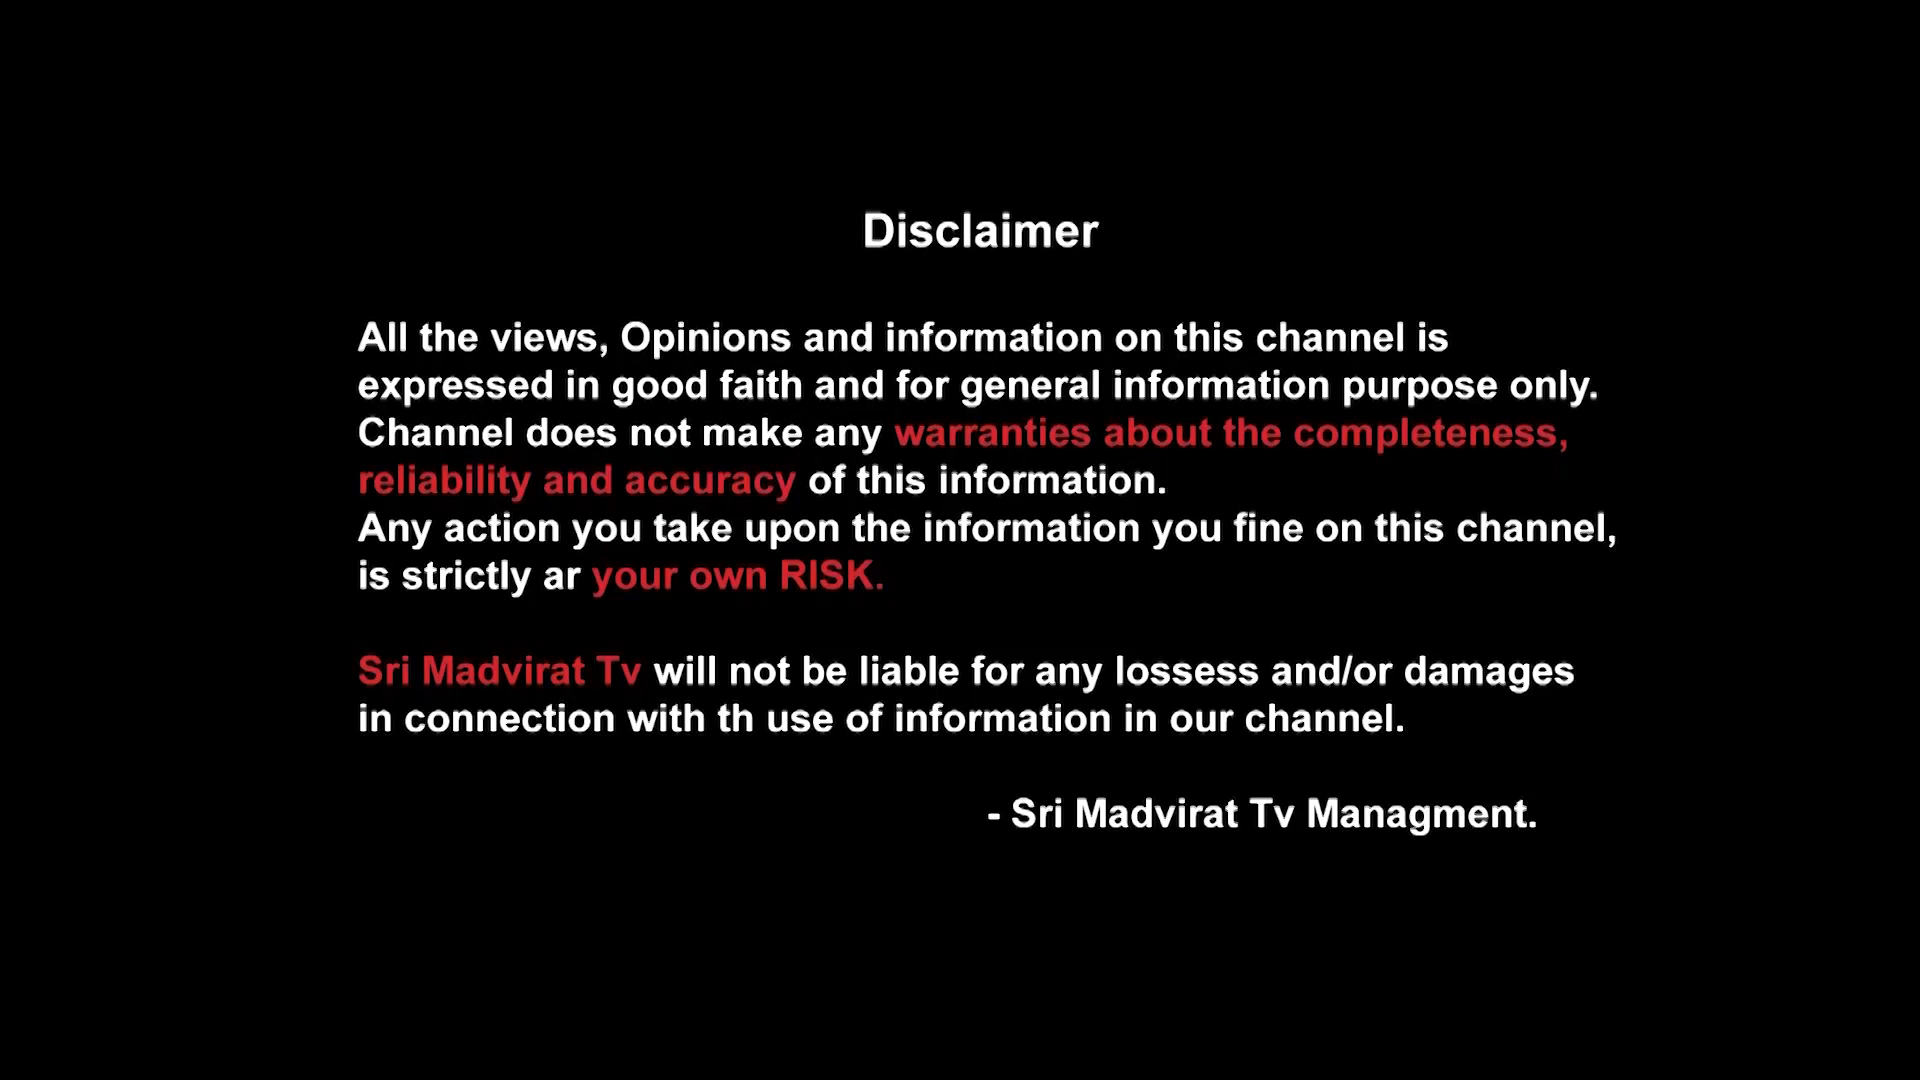 Disclaimer
All the views, Opinions and information on this channel is
expressed in good faith and for general information purpose only.
Channel does not make any warranties about the completeness,
reliability and accuracy of this information.
Any action you take upon the information you fine on this channel,
is strictly ar your own RISK.
Sri Madvirat Tv will not be liable for any lossess and/or damages
in connection with th use of information in our channel.
- Sri Madvirat Tv Managment.